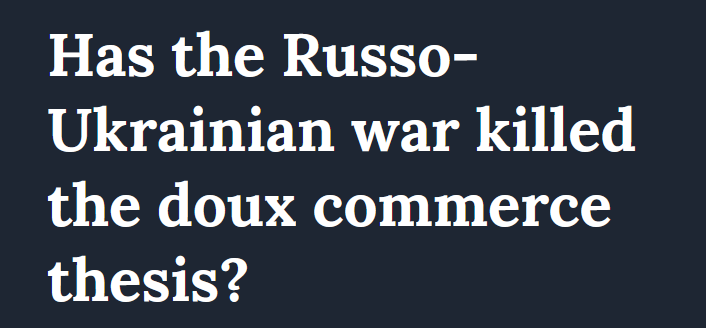 Has the Russo-
Ukrainian war killed
the doux commerce
thesis?